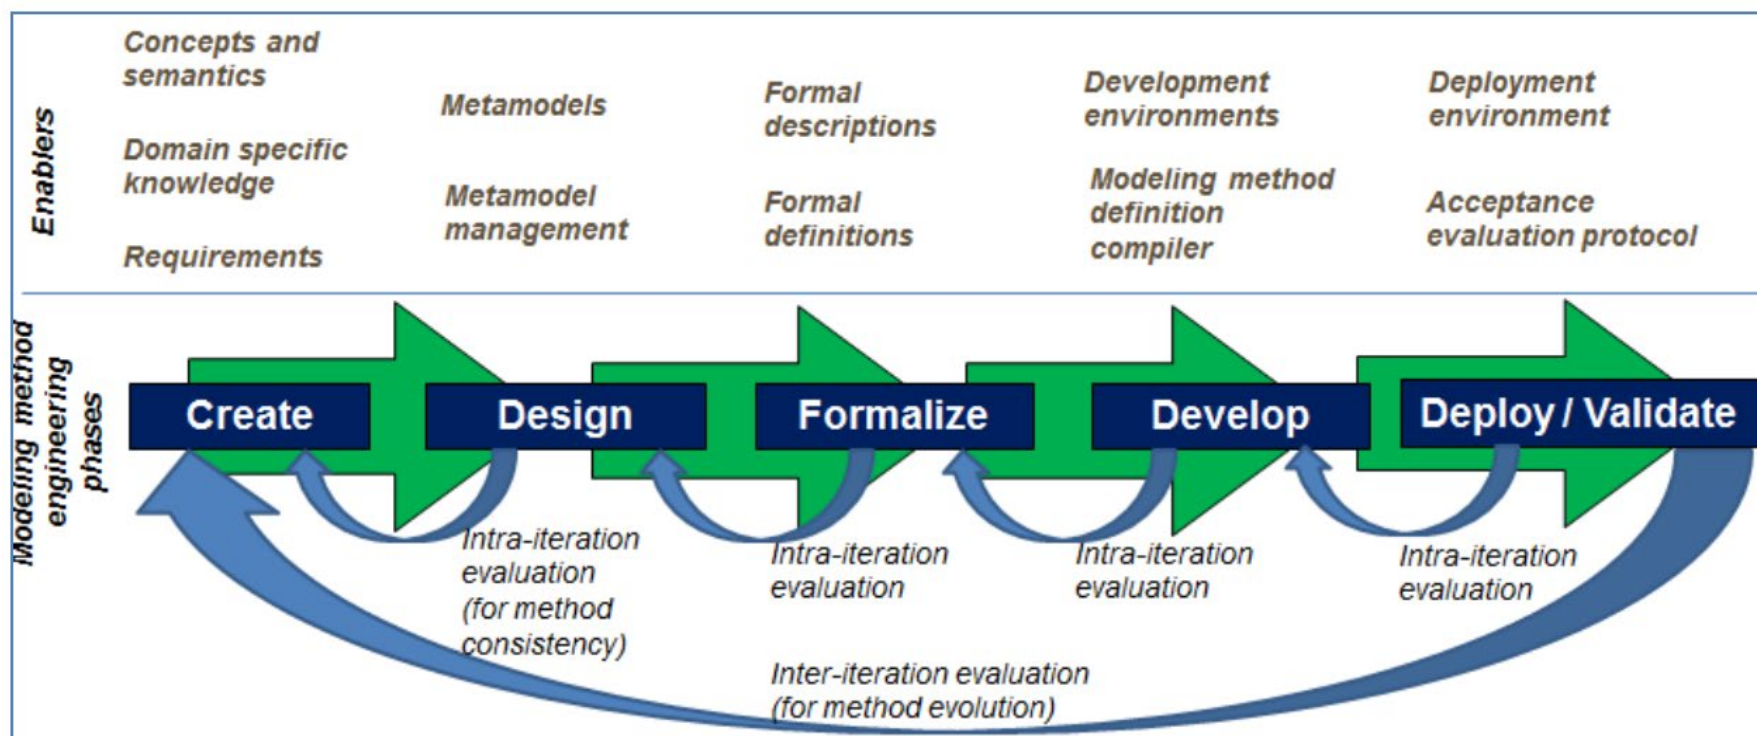 Enablers
Concepts and
semantics
Domain specific
knowledge
Requirements
Metamodels
Metamodel
management
Formal
descriptions
Formal
definitions
Development
environments
Modeling method
definition
compiler
Deployment
environment
Acceptance
evaluation protocol
Modeling method
engineering
phases
Create
Design
Formalize
Develop
Deploy / Validate
Intra-iteration
evaluation
(for method
consistency)
Intra-iteration
evaluation
Intra-iteration
evaluation
Intra-iteration
evaluation
Inter-iteration evaluation
(for method evolution)